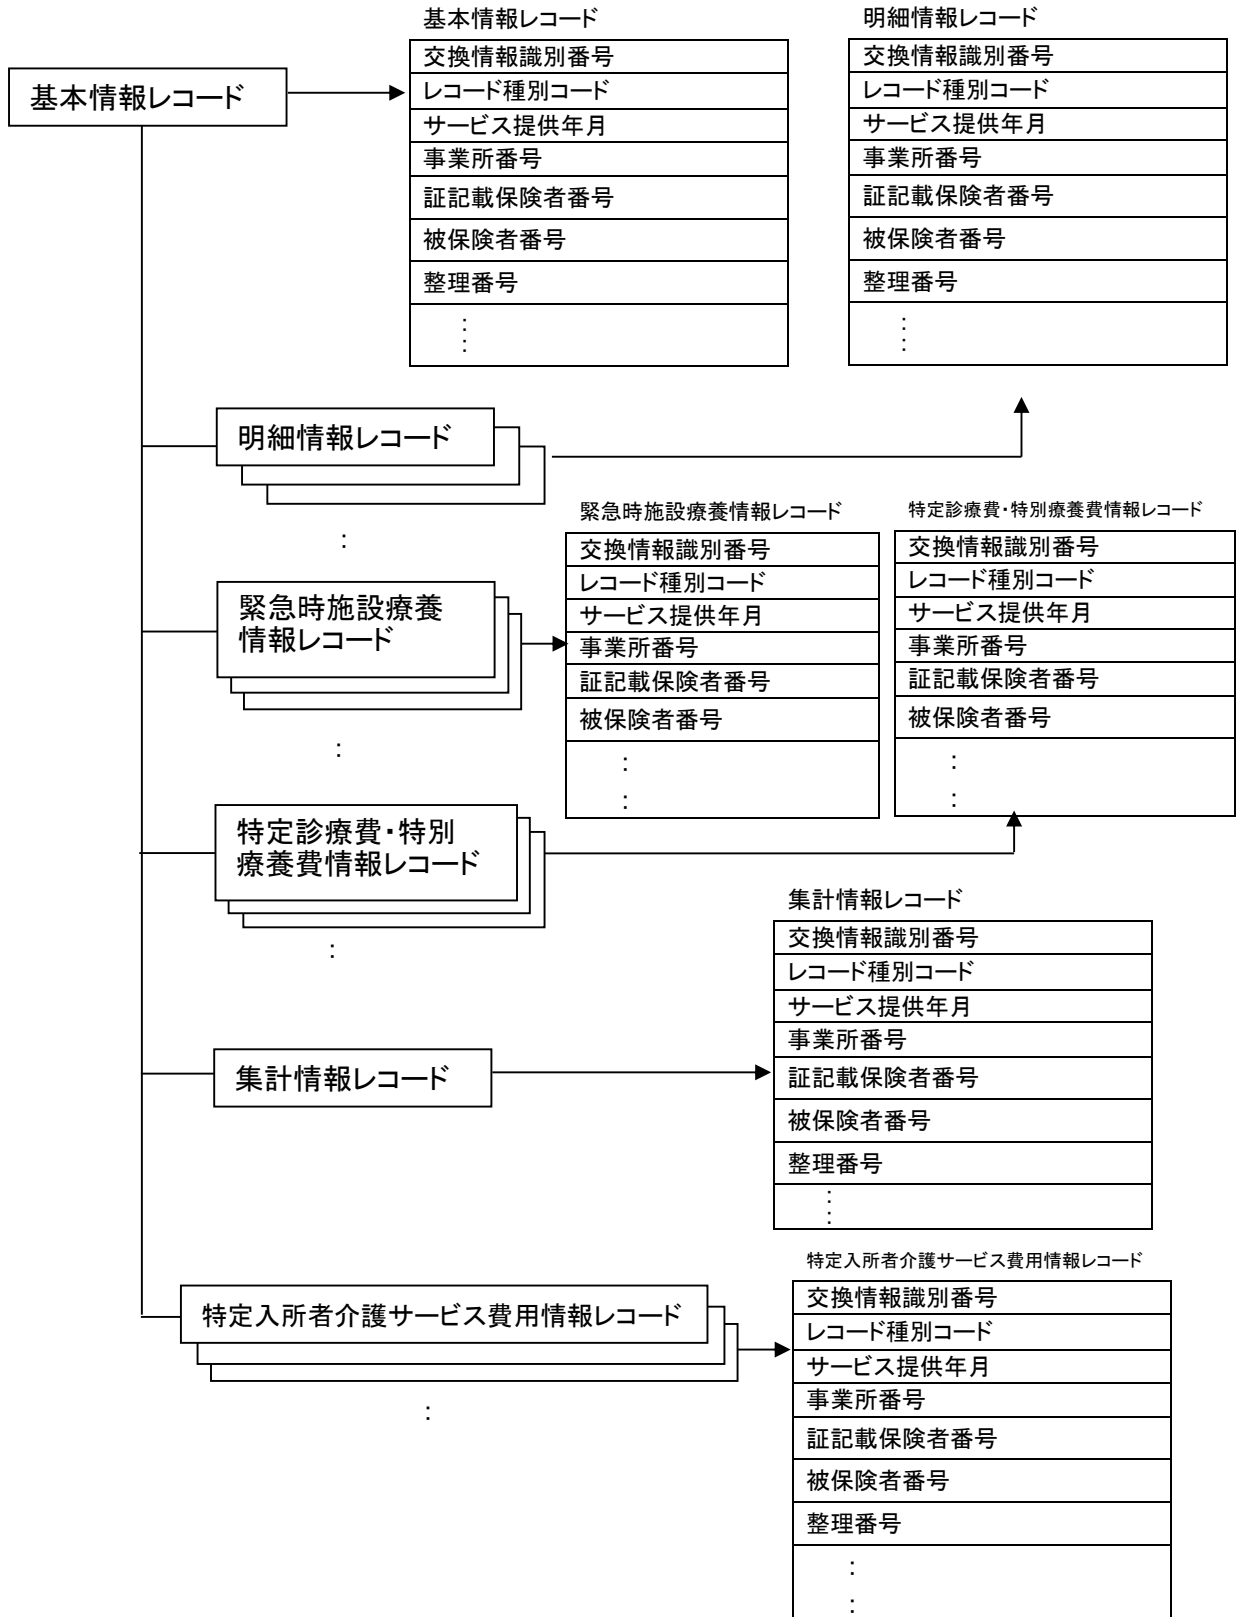 基本情報レコード
基本情報レコード
交換情報識別番号
レコード種別コード
サービス提供年月
事業所番号
証記載保険者番号
被保険者番号
整理番号
:
:
明細情報レコード
交換情報識別番号
レコード種別コード
サービス提供年月
事業所番号
証記載保険者番号
被保険者番号
整理番号
:
:
明細情報レコード
:
緊急時施設療養
情報レコード
:
緊急時施設療養情報レコード
交換情報識別番号
レコード種別コード
サービス提供年月
事業所番号
証記載保険者番号
被保険者番号
:
:
特定診療費・特別療養費情報レコード
交換情報識別番号
レコード種別コード
サービス提供年月
事業所番号
証記載保険者番号
被保険者番号
:
:
特定診療費・特別
療養費情報レコード
:
集計情報レコード
集計情報レコード
交換情報識別番号
レコード種別コード
サービス提供年月
事業所番号
証記載保険者番号
被保険者番号
整理番号
:
:
特定入所者介護サービス費用情報レコード
:
特定入所者介護サービス費用情報レコード
交換情報識別番号
レコード種別コード
サービス提供年月
事業所番号
証記載保険者番号
被保険者番号
整理番号
:
: